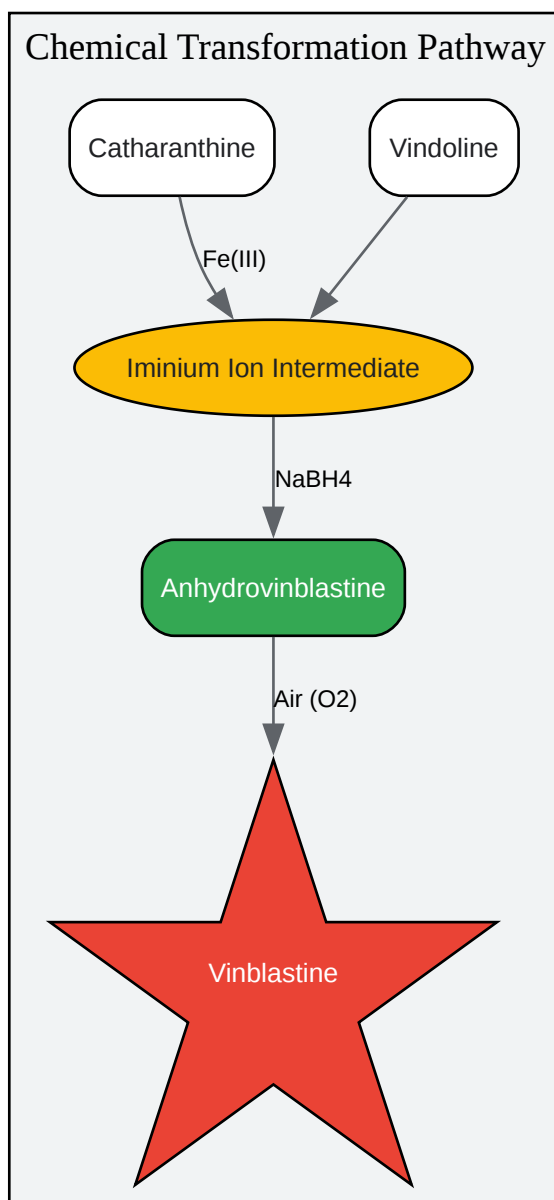 Chemical Transformation Pathway
Catharanthine
Vindoline
Fe(III)
Iminium Ion Intermediate
NaBH4
Anhydrovinblastine
Air (O2)
Vinblastine